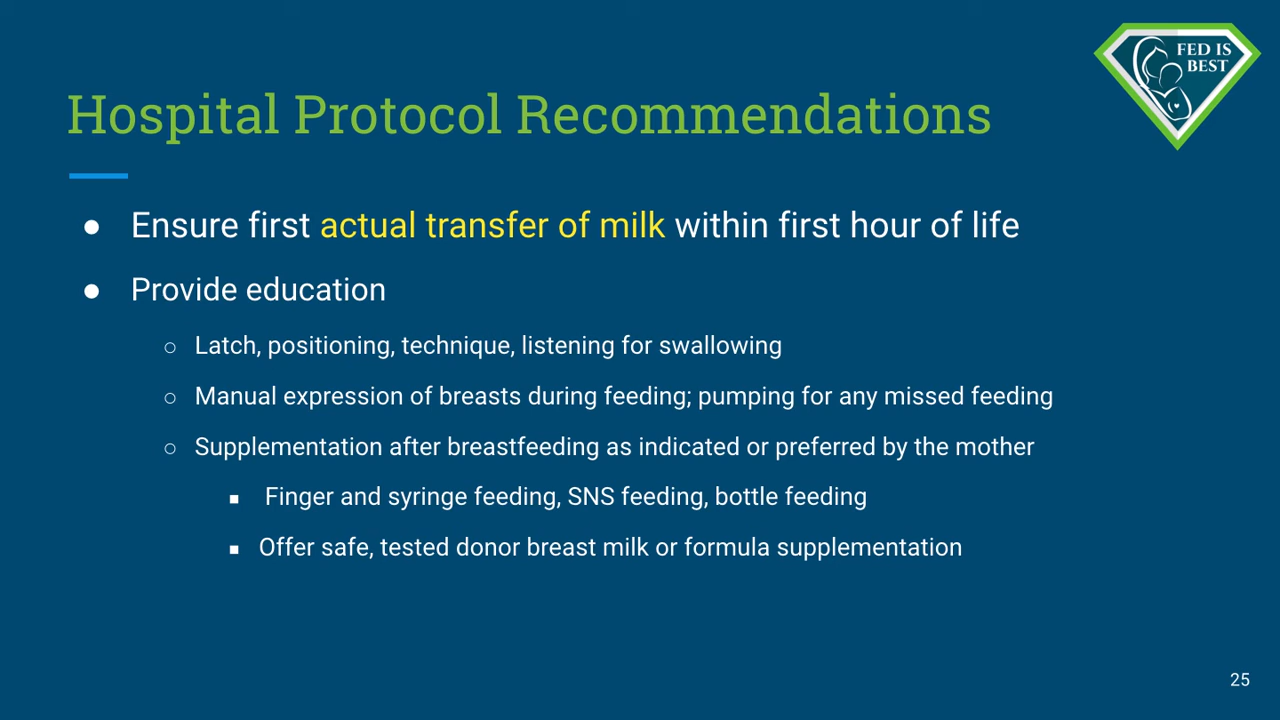 FED IS
BEST
Hospital Protocol Recommendations
● Ensure first actual transfer of milk within first hour of life
● Provide education
○ Latch, positioning, technique, listening for swallowing
○ Manual expression of breasts during feeding; pumping for any missed feeding
○ Supplementation after breastfeeding as indicated or preferred by the mother
■ Finger and syringe feeding, SNS feeding, bottle feeding
■ Offer safe, tested donor breast milk or formula supplementation
25